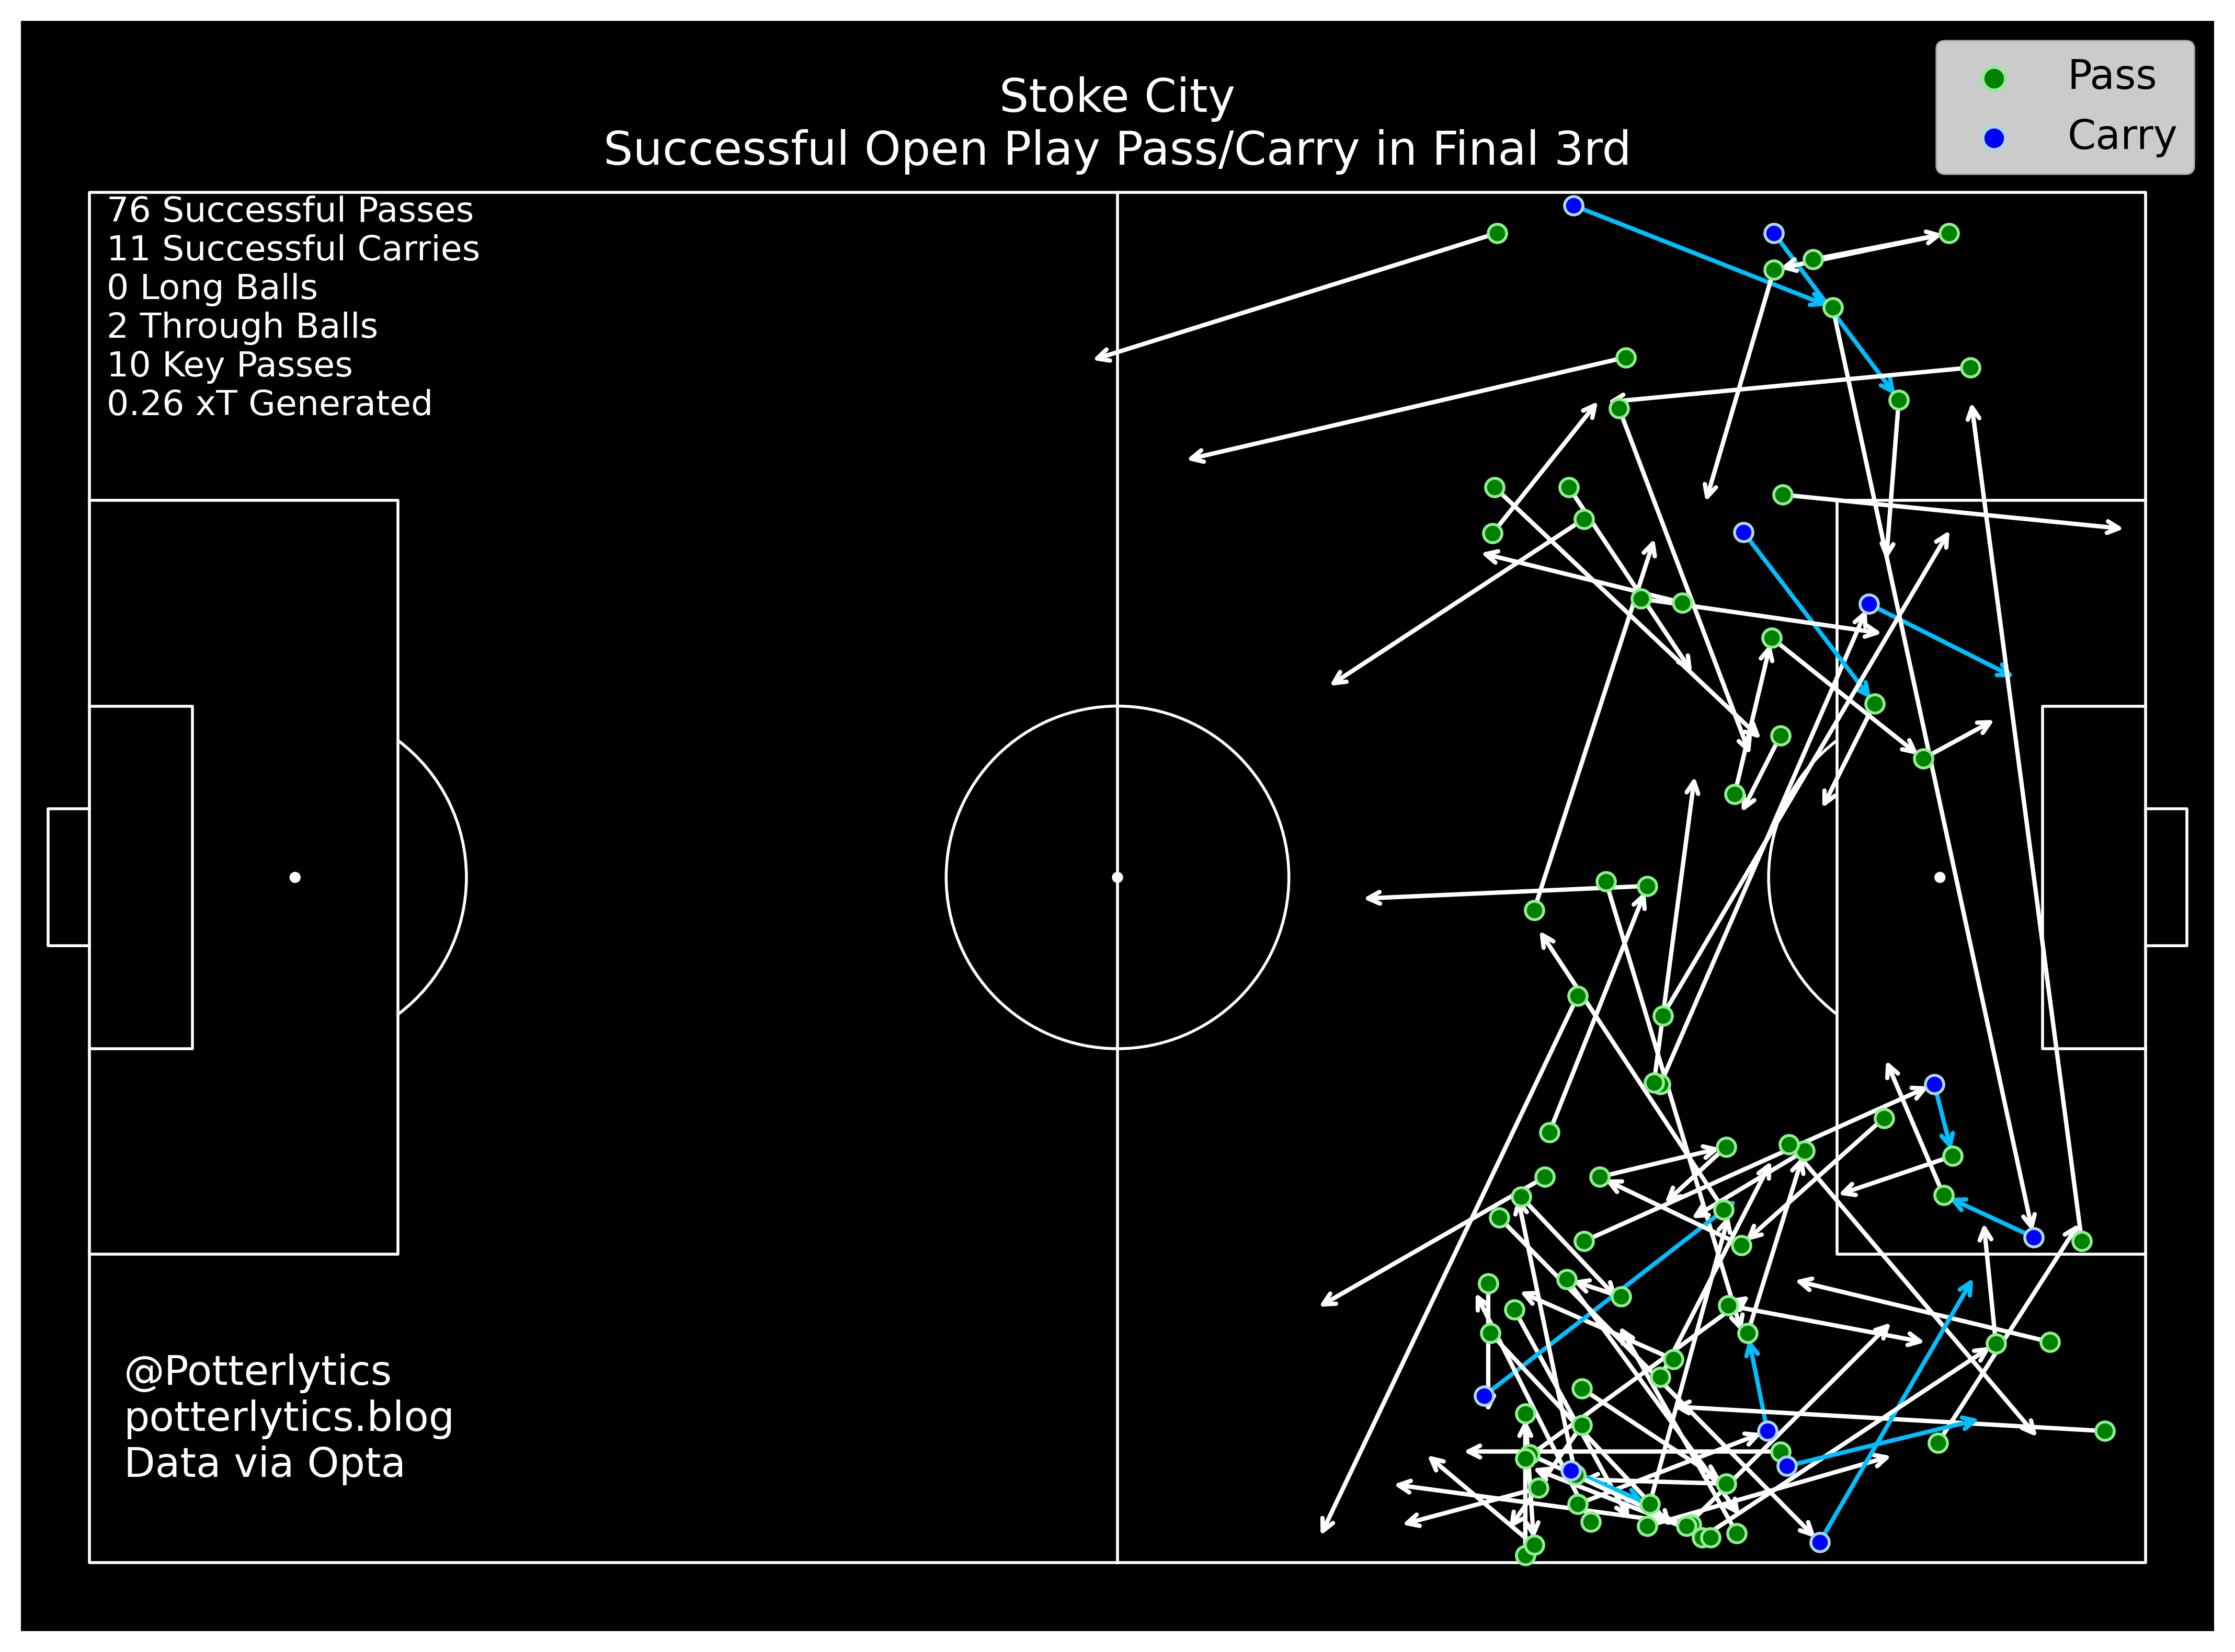 Stoke City
Successful Open Play Pass/Carry in Final 3rd
Pass
Carry
76 Successful Passes
11 Successful Carries
0 Long Balls
2 Through Balls
10 Key Passes
0.26 xT Generated
@Potterlytics
potterlytics.blog
Data via Opta